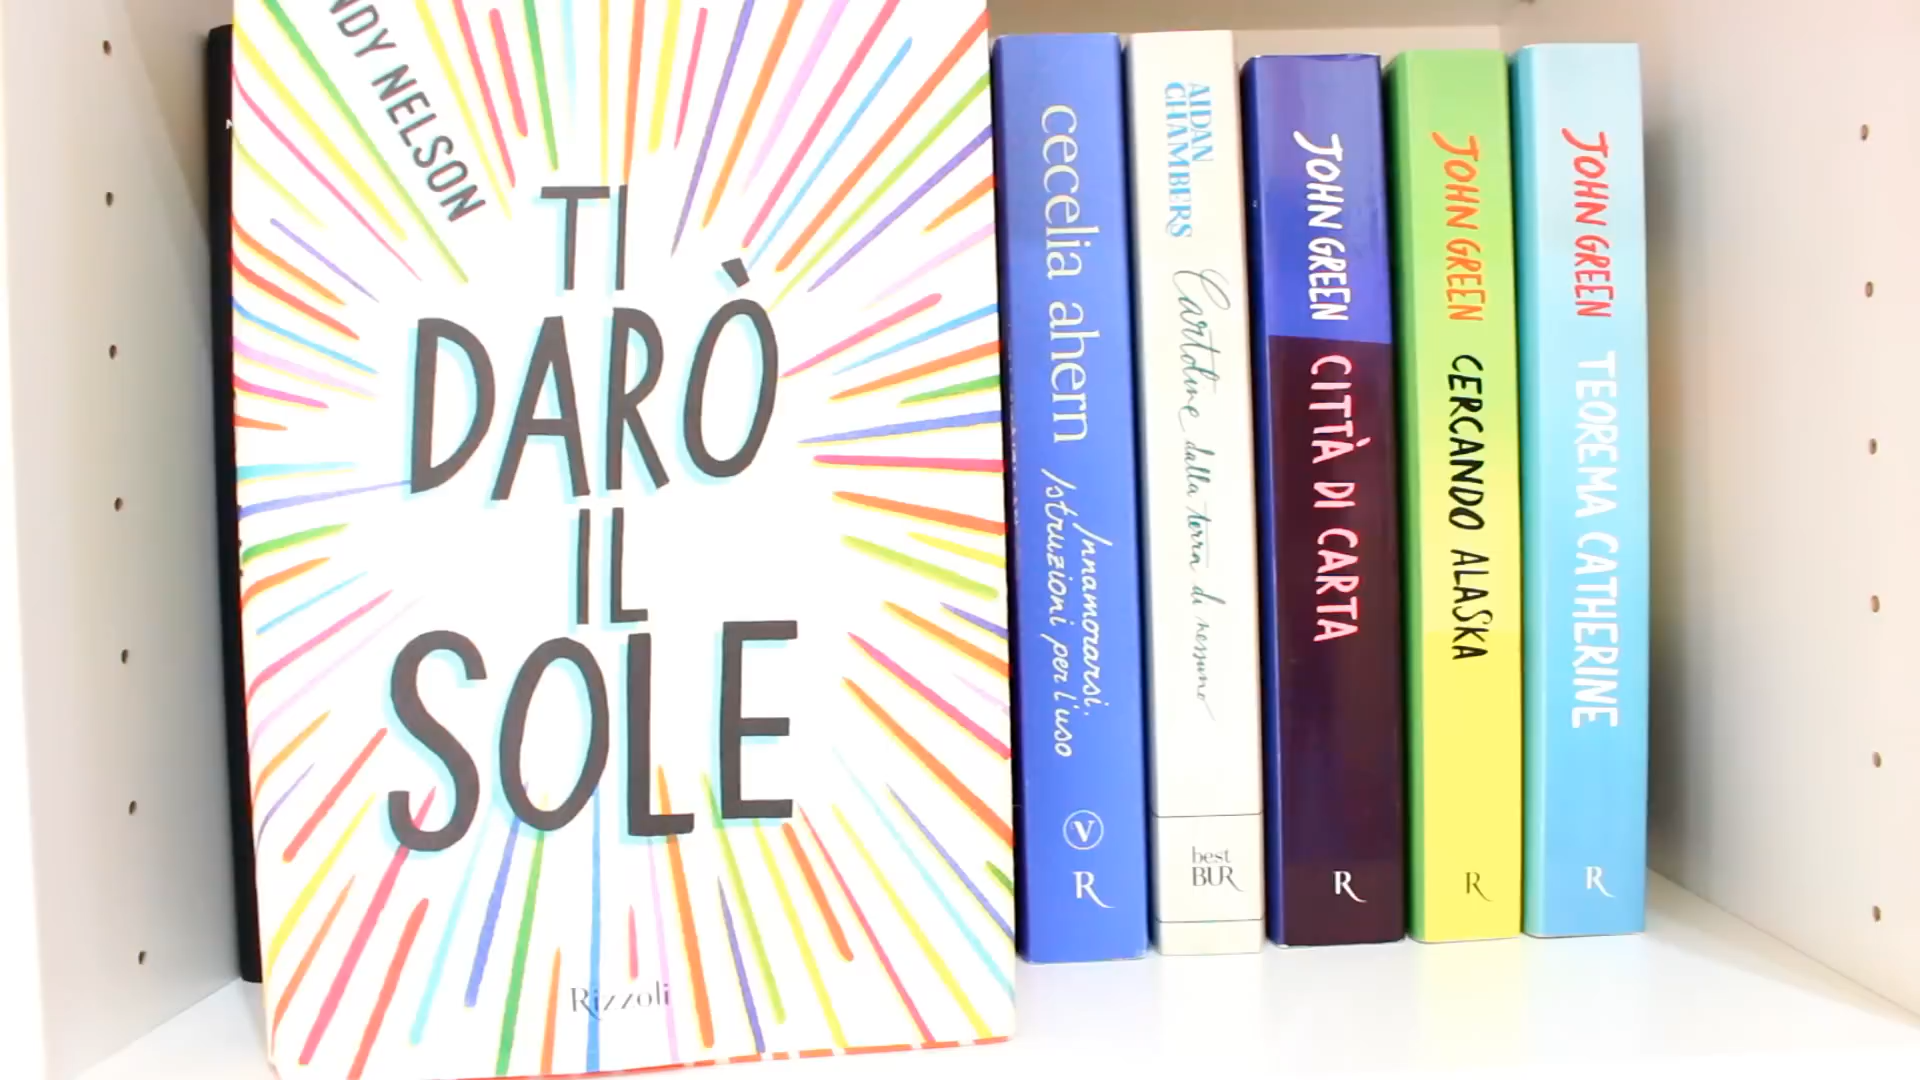 NDY NELSON
TI
DARÒ
IL
SOLE
Rizzoli
cecelia ahern
Innamorarsi.
Istruzioni per l'uso
V
R
AIDAN
CHAMBERS
Cartoline dalla terra di nessuno
best
BUR
JOHN GREEN CITTÀ DI CARTA
R
JOHN GREEN CERCANDO ALASKA
R
JOHN GREEN TEOREMA CATHERINE
R